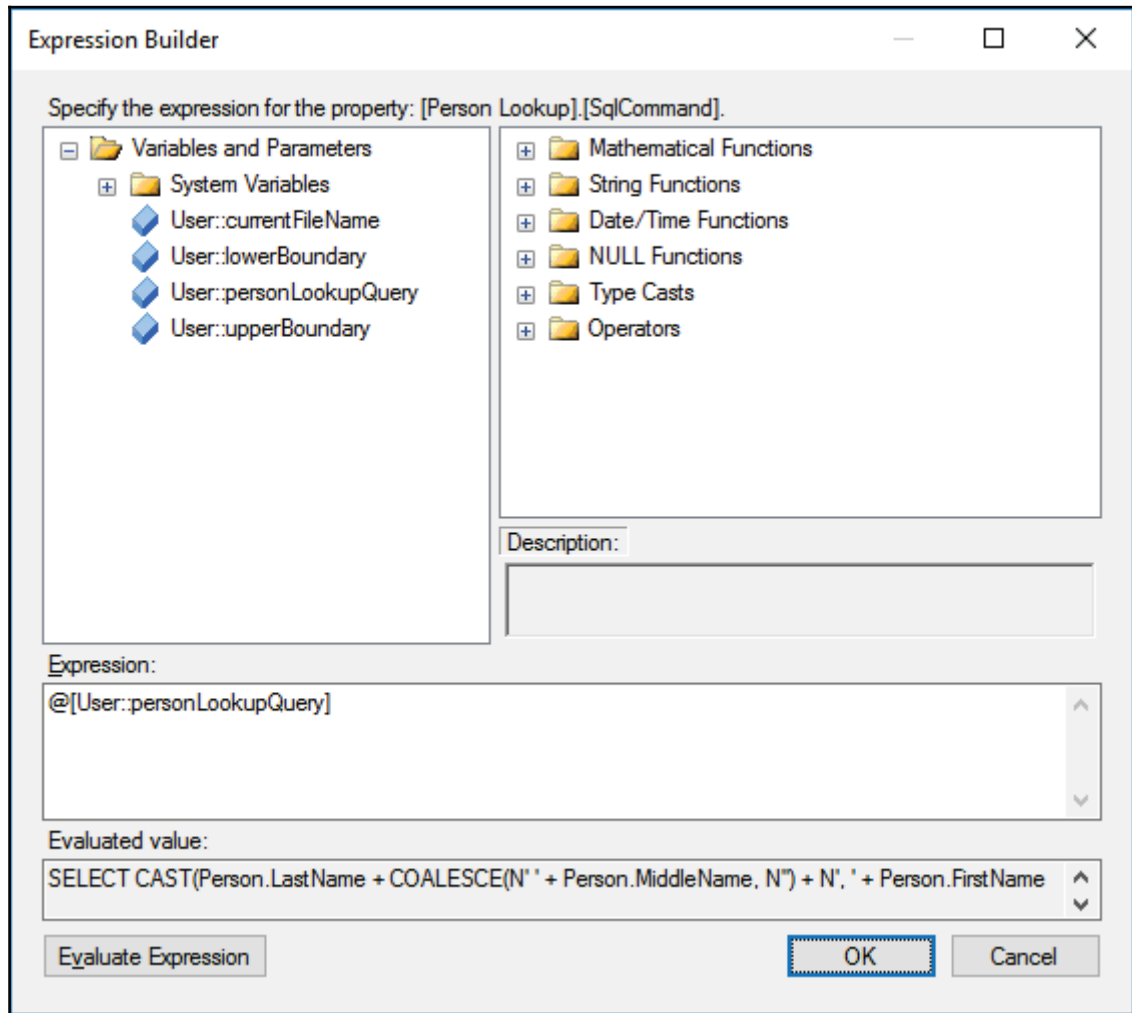 Expression Builder
Specify the expression for the property: [Person Lookup].[SqlCommand].
Variables and Parameters
System Variables
User::currentFileName
User::lowerBoundary
User::personLookupQuery
User::upperBoundary
Mathematical Functions
String Functions
Date/Time Functions
NULL Functions
Type Casts
Operators
Description:
Expression:
@[User::personLookupQuery]
Evaluated value:
SELECT CAST(Person.LastName + COALESCE(N' ' + Person.MiddleName, N'') + N', ' + Person.FirstName
Evaluate Expression
OK
Cancel